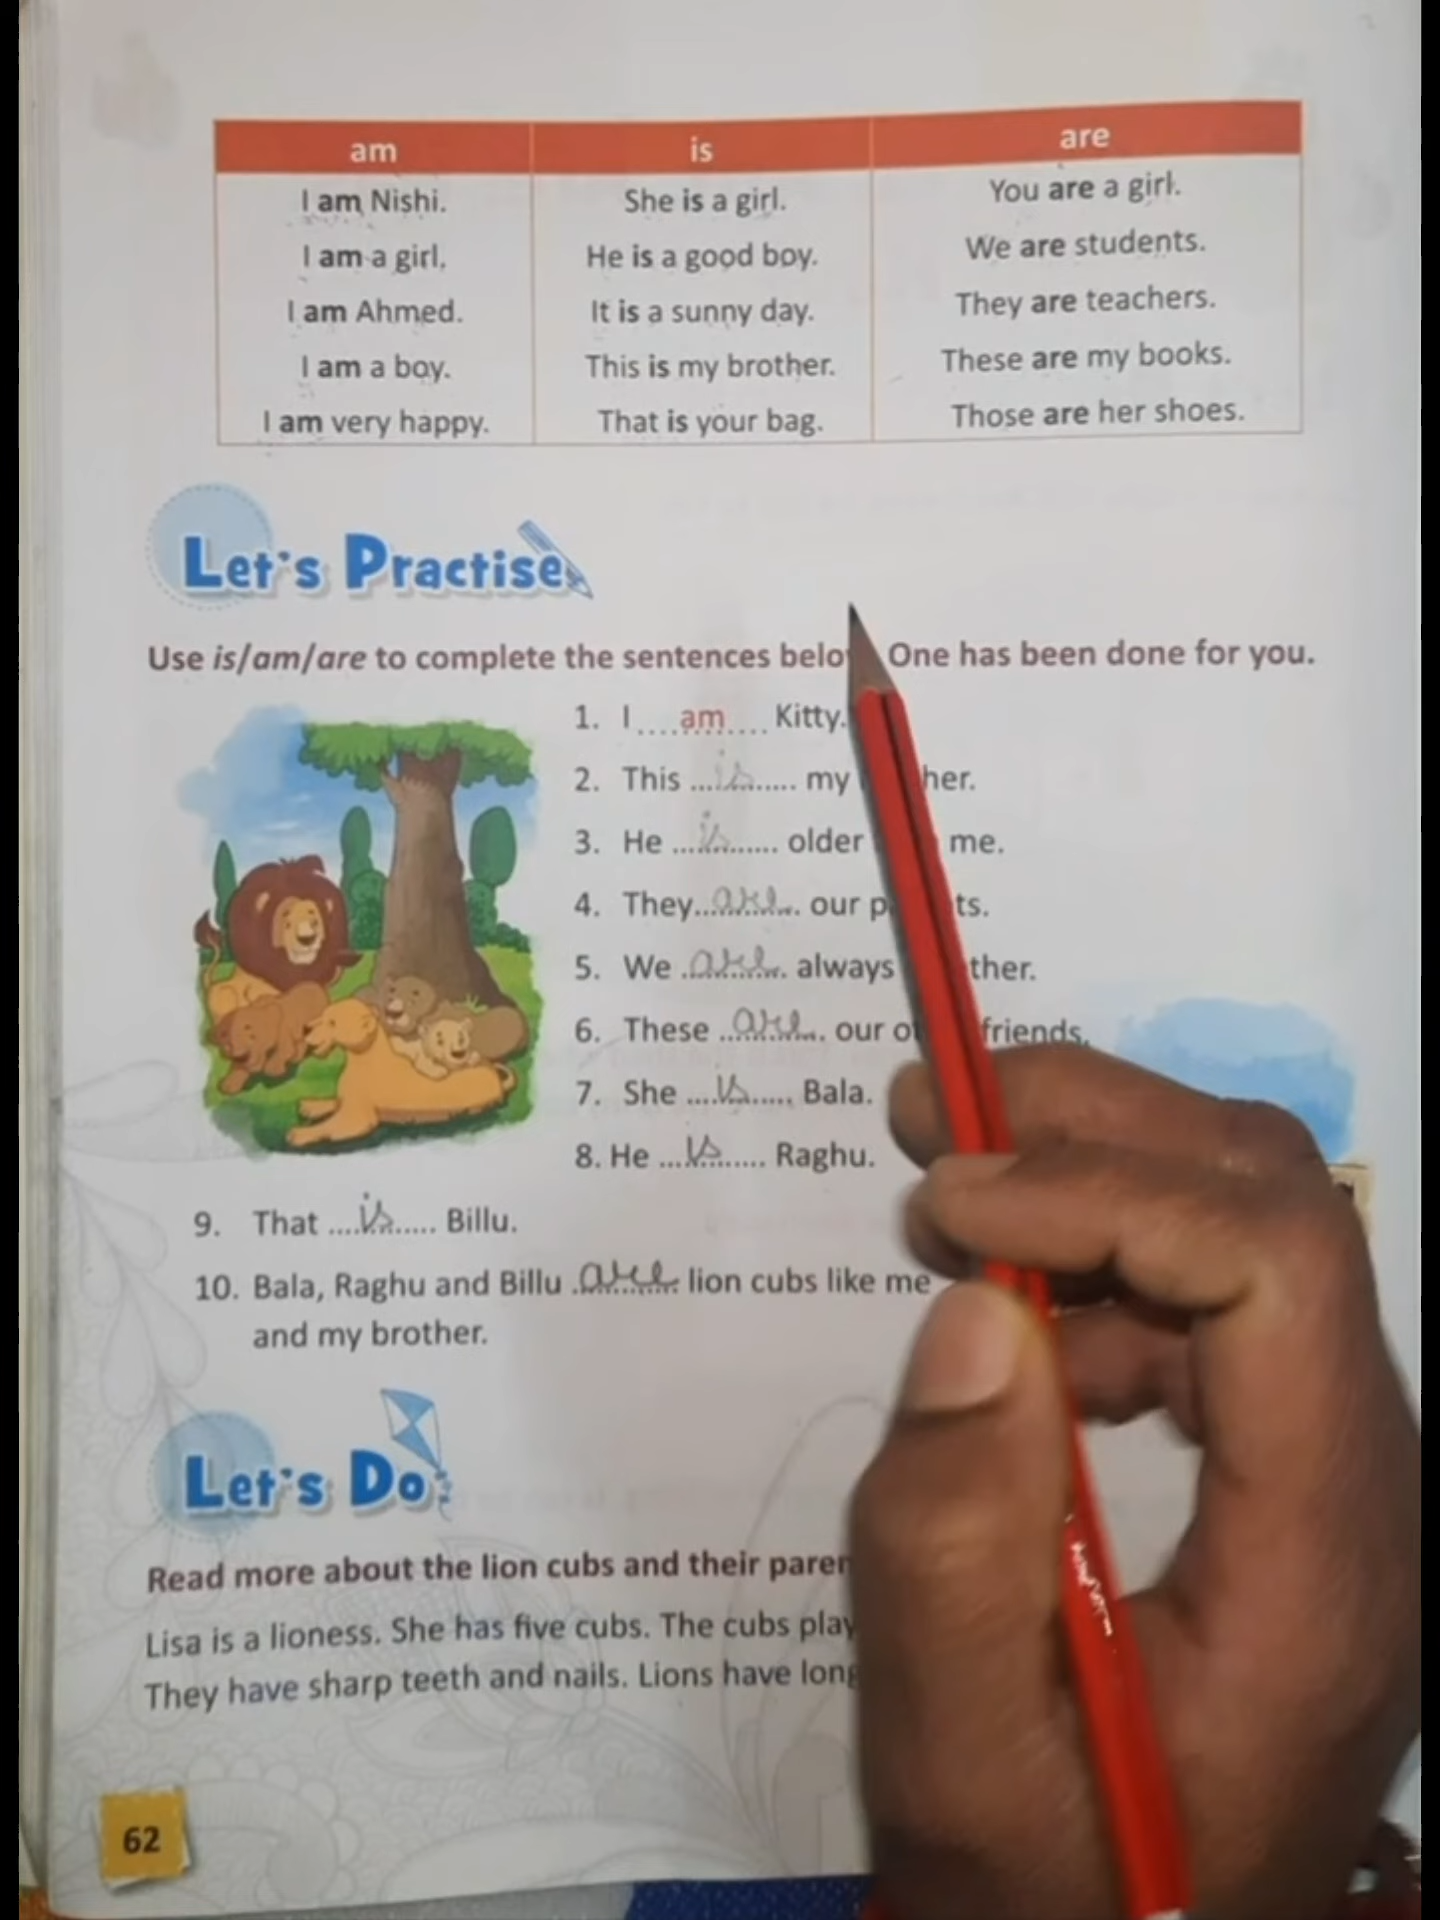 am is are
I am Nishi. She is a girl. You are a girl.
I am a girl. He is a good boy. We are students.
I am Ahmed. It is a sunny day. They are teachers.
I am a boy. This is my brother. These are my books.
I am very happy. That is your bag. Those are her shoes.
Let's Practise
Use is/am/are to complete the sentences One has been done for you.
1. I ....am.... Kitty.
2. This ...is...... my
3. He ...is....... older me.
4. They...are.... our
5. We .are...... always
6. These ..are.... our friends.
7. She ....is..... Bala.
8. He ....is...... Raghu.
9. That ....is...... Billu.
10. Bala, Raghu and Billu .are...... lion cubs like me
and my brother.
Let's Do
Read more about the lion cubs and their
Lisa is a lioness. She has five cubs. The cubs play
They have sharp teeth and nails. Lions have long
62